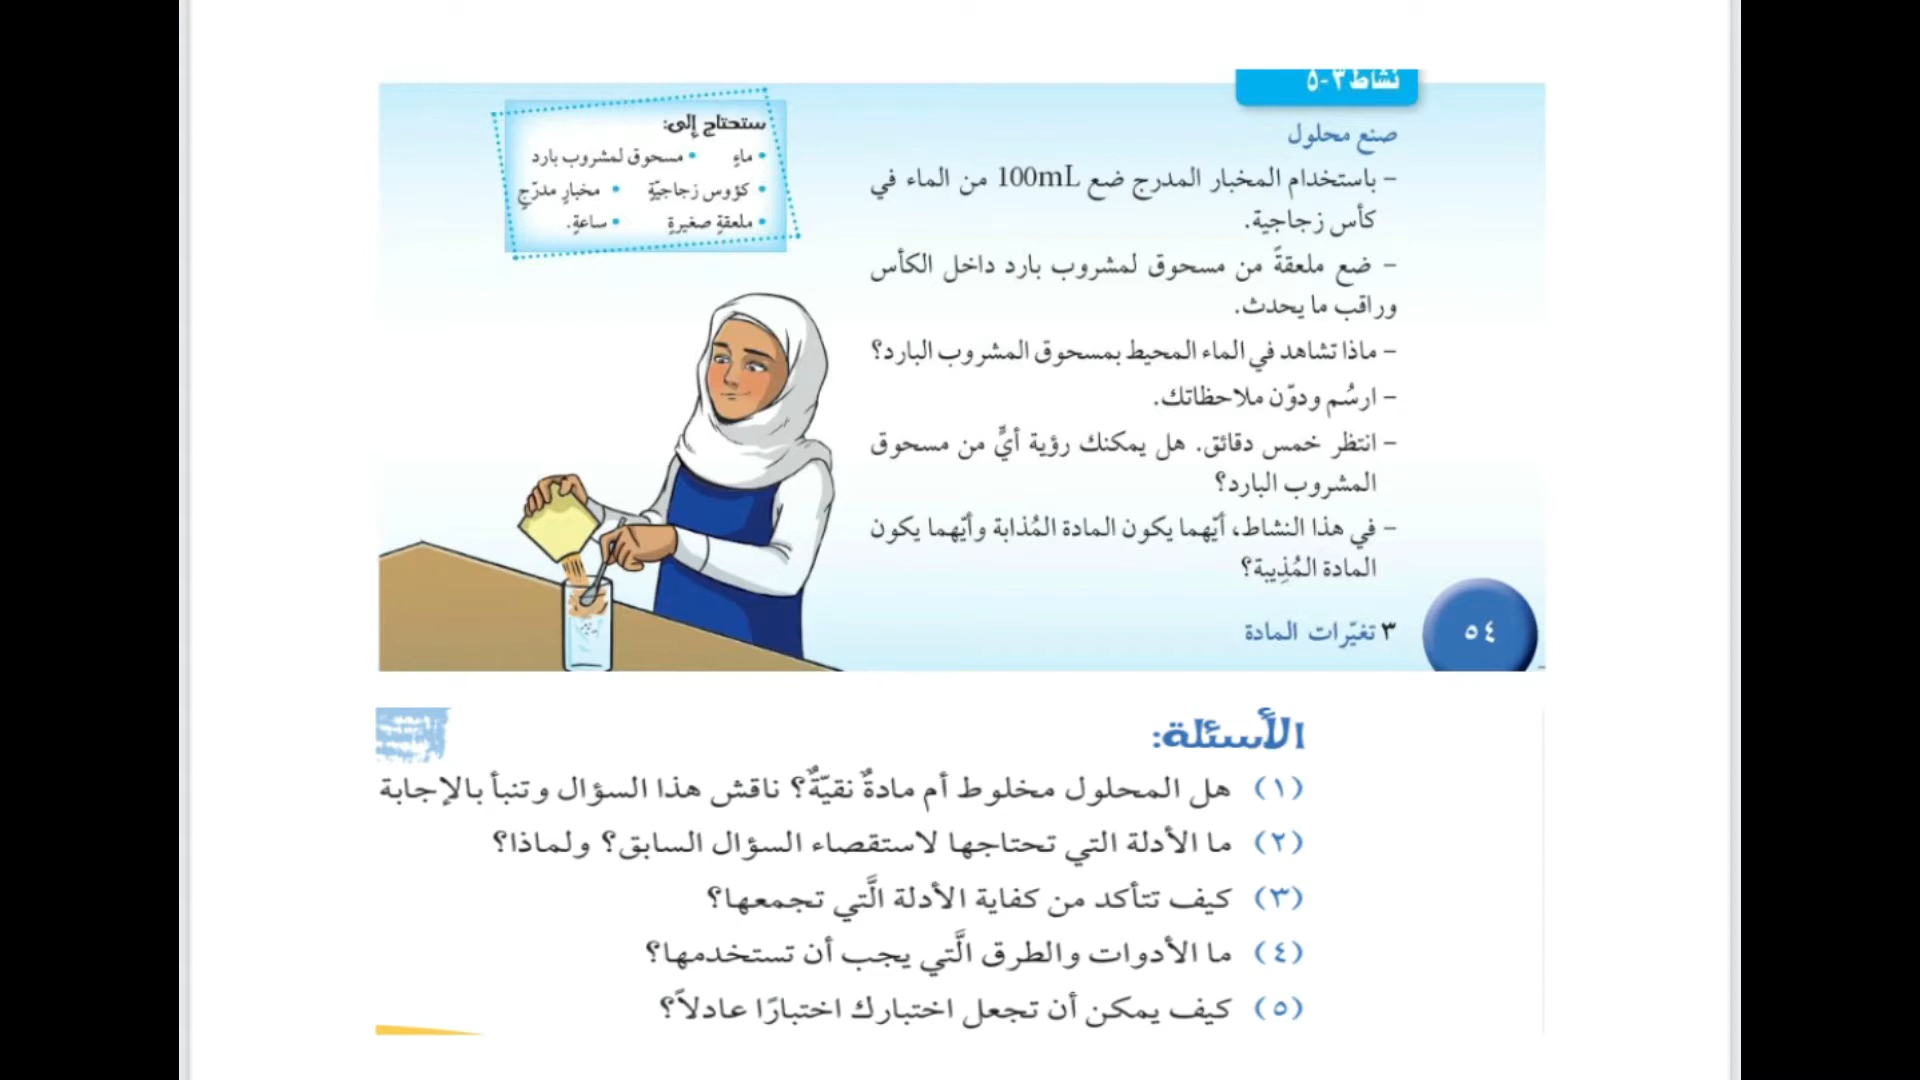 نشاط ٣-٥
صنع محلول
– باستخدام المخبار المدرج ضع 100mL من الماء في
كأس زجاجية.
– ضع ملعقةً من مسحوق لمشروب بارد داخل الكأس
وراقب ما يحدث.
– ماذا تشاهد في الماء المحيط بمسحوق المشروب البارد؟
– ارسُم ودوّن ملاحظاتك.
– انتظر خمس دقائق. هل يمكنك رؤية أيٍّ من مسحوق
المشروب البارد؟
– في هذا النشاط، أيّهما يكون المادة المُذابة وأيّهما يكون
المادة المُذِيبة؟
ستحتاج إلى:
• ماءٍ • مسحوق لمشروب بارد
• كؤوس زجاجيّةٍ • مخبارٍ مدرّجٍ
• ملعقةٍ صغيرةٍ • ساعةٍ.
٥٤
٣ تغيّرات المادة
الأسئلة:
(١) هل المحلول مخلوط أم مادةٌ نقيّةٌ؟ ناقش هذا السؤال وتنبأ بالإجابة
(٢) ما الأدلة التي تحتاجها لاستقصاء السؤال السابق؟ ولماذا؟
(٣) كيف تتأكد من كفاية الأدلة الَّتي تجمعها؟
(٤) ما الأدوات والطرق الَّتي يجب أن تستخدمها؟
(٥) كيف يمكن أن تجعل اختبارك اختبارًا عادلاً؟